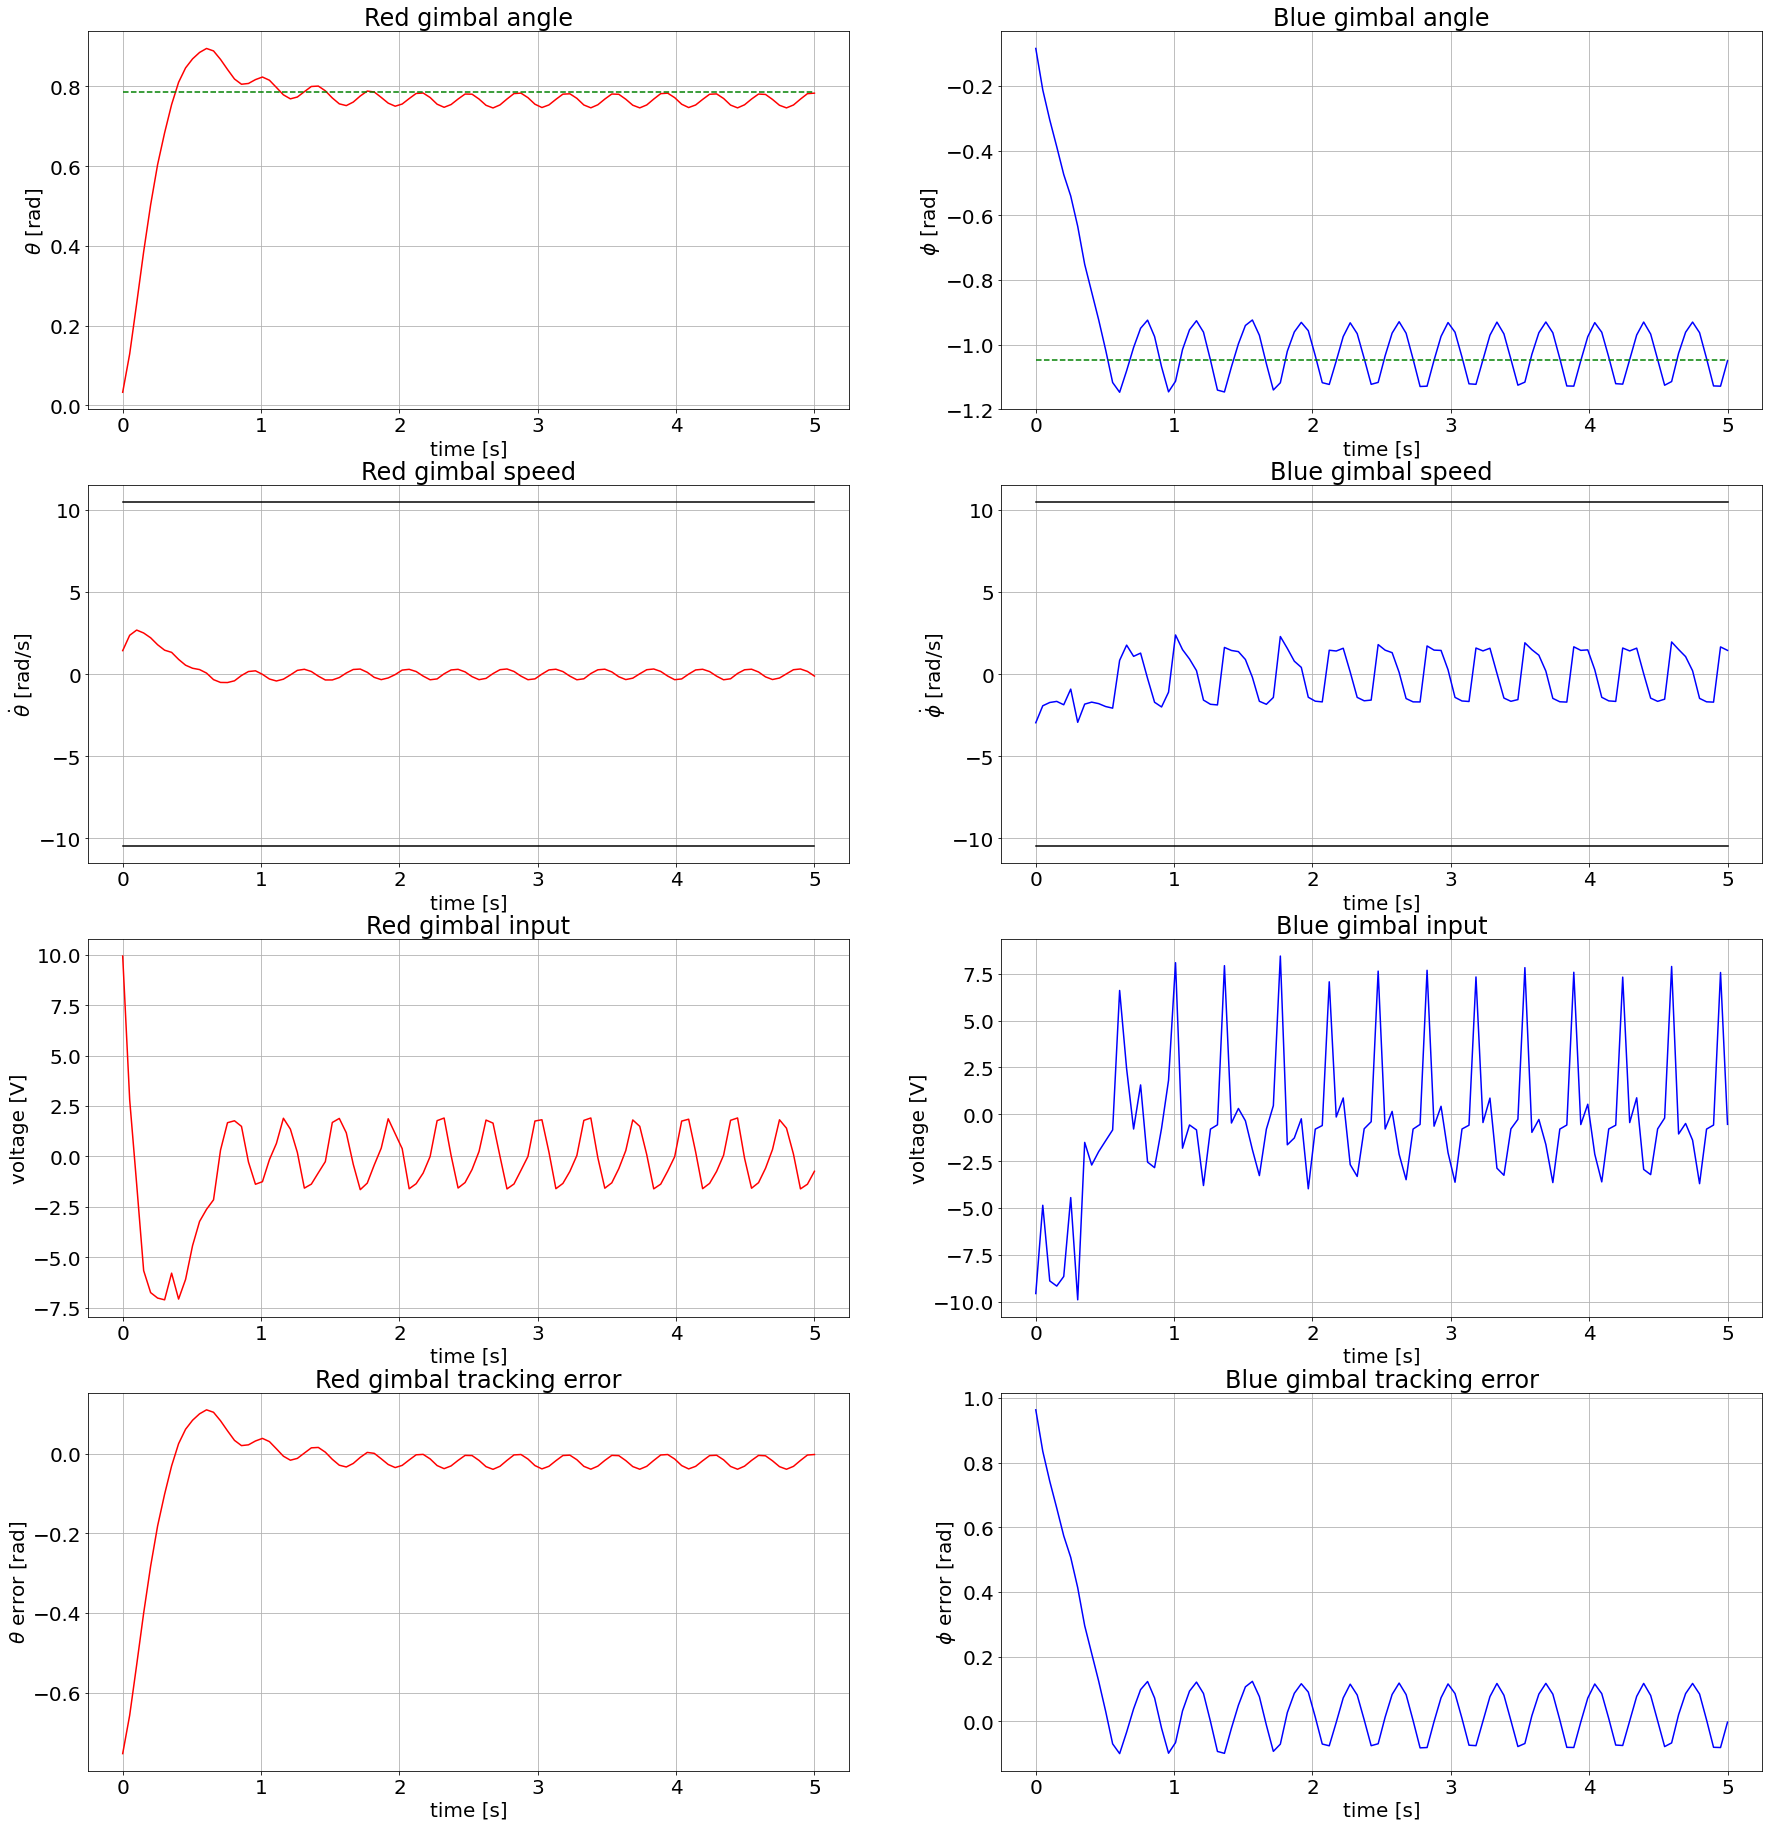 Red gimbal angle
0.8
0.6
0.4
0.2
0.0
θ [rad]
0 1 2 3 4 5
time [s]
Blue gimbal angle
−0.2
−0.4
−0.6
−0.8
−1.0
−1.2
ϕ [rad]
0 1 2 3 4 5
time [s]
Red gimbal speed
10
5
0
−5
−10
θ̇ [rad/s]
0 1 2 3 4 5
time [s]
Blue gimbal speed
10
5
0
−5
−10
ϕ̇ [rad/s]
0 1 2 3 4 5
time [s]
Red gimbal input
10.0
7.5
5.0
2.5
0.0
−2.5
−5.0
−7.5
voltage [V]
0 1 2 3 4 5
time [s]
Blue gimbal input
7.5
5.0
2.5
0.0
−2.5
−5.0
−7.5
−10.0
voltage [V]
0 1 2 3 4 5
time [s]
Red gimbal tracking error
0.0
−0.2
−0.4
−0.6
θ error [rad]
0 1 2 3 4 5
time [s]
Blue gimbal tracking error
1.0
0.8
0.6
0.4
0.2
0.0
ϕ error [rad]
0 1 2 3 4 5
time [s]